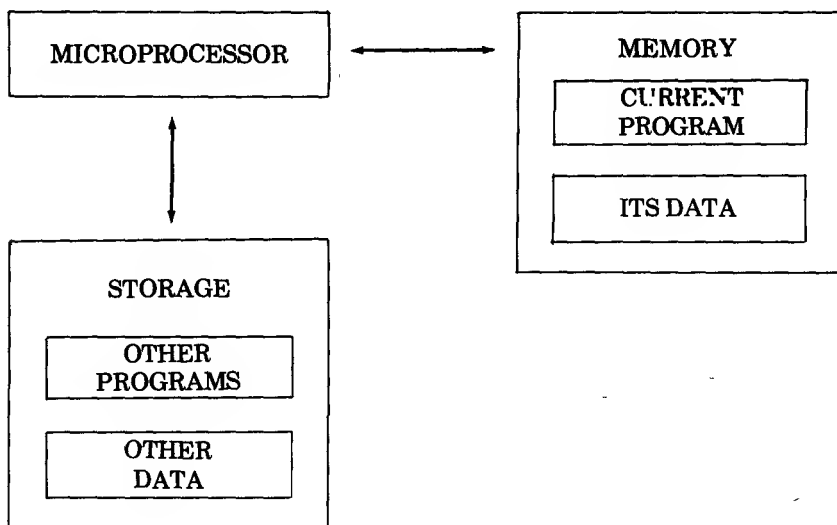 MICROPROCESSOR
MEMORY
CURRENT
PROGRAM
ITS DATA
STORAGE
OTHER
PROGRAMS
OTHER
DATA